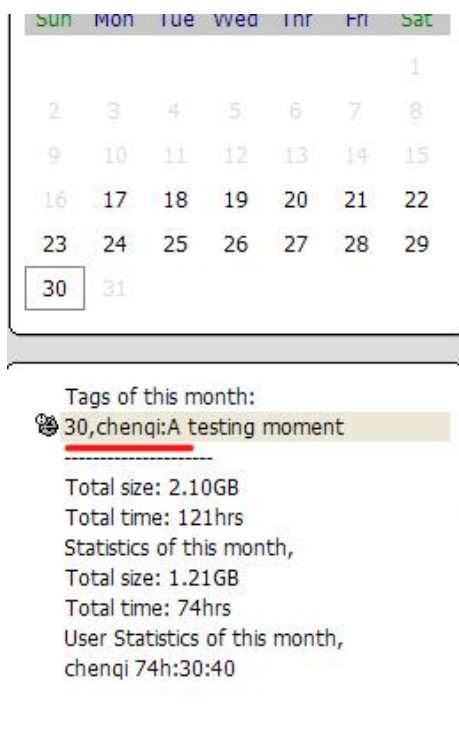 Sun Mon Tue Wed Thr Fri Sat
1
2 3 4 5 6 7 8
9 10 11 12 13 14 15
16 17 18 19 20 21 22
23 24 25 26 27 28 29
30 31
Tags of this month:
30,chenqi:A testing moment
---------------------
Total size: 2.10GB
Total time: 121hrs
Statistics of this month,
Total size: 1.21GB
Total time: 74hrs
User Statistics of this month,
chenqi 74h:30:40